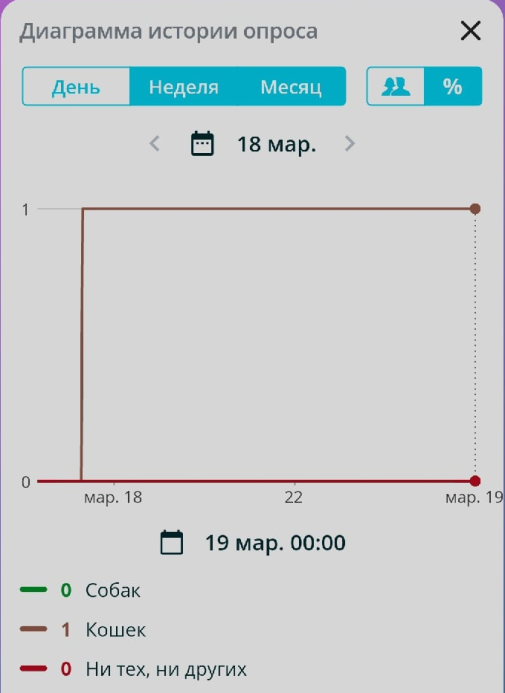 Диаграмма истории опроса
День Неделя Месяц %
18 мар.
1
0
мар. 18 22 мар. 19
19 мар. 00:00
0 Собак
1 Кошек
0 Ни тех, ни других